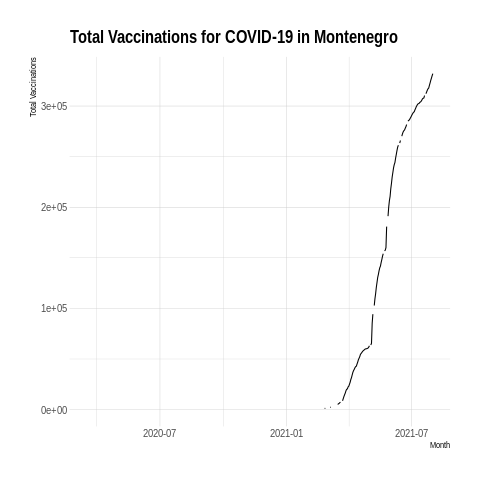 Total Vaccinations for COVID-19 in Montenegro
Total Vaccinations
3e+05
2e+05
1e+05
0e+00
2020-07
2021-01
2021-07
Month